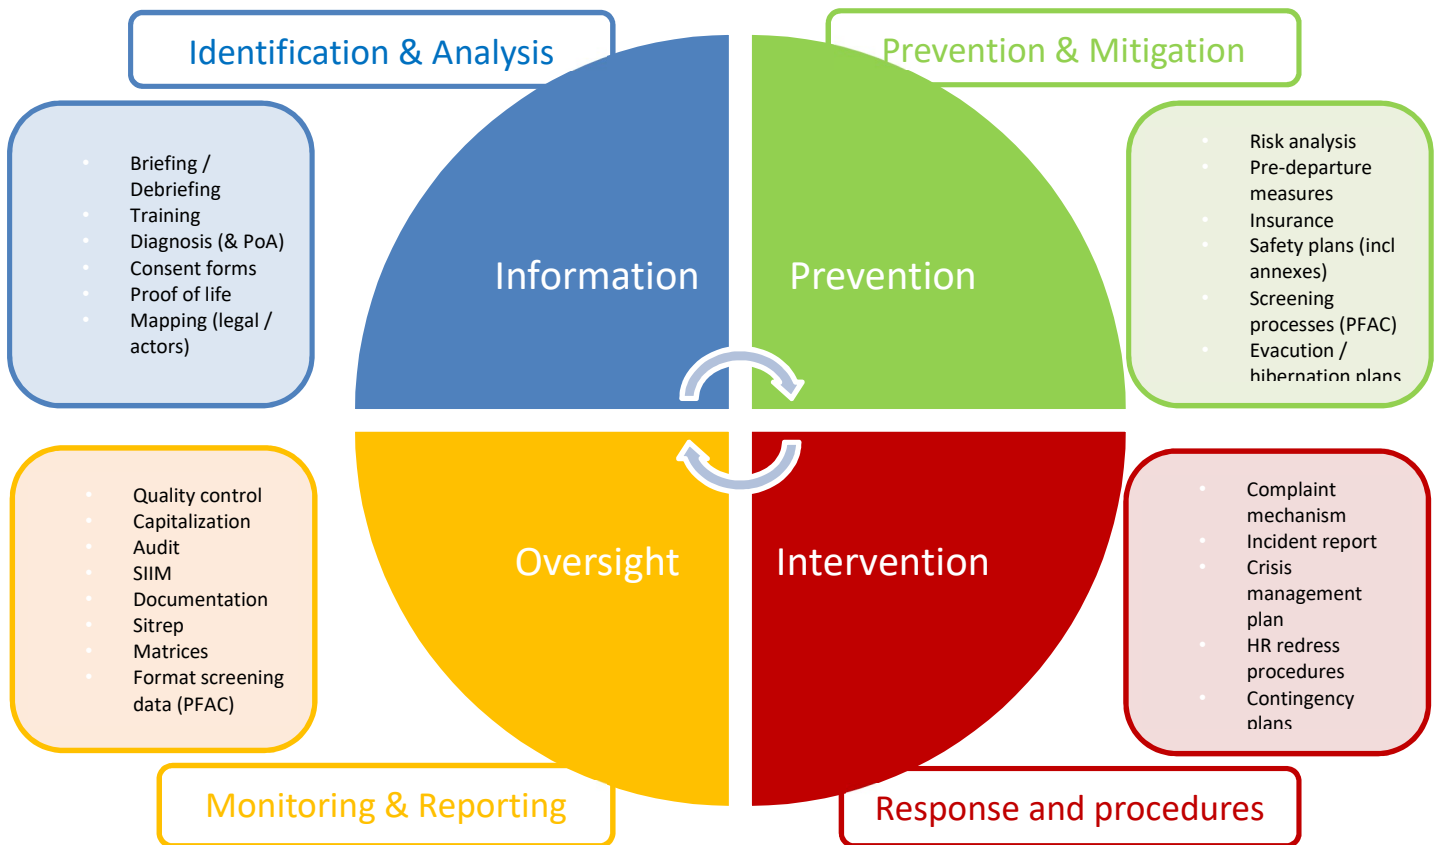 Identification & Analysis
Prevention & Mitigation
Briefing /
Debriefing
Training
Diagnosis (& PoA)
Consent forms
Proof of life
Mapping (legal /
actors)
Information
Prevention
Risk analysis
Pre-departure
measures
Insurance
Safety plans (incl
annexes)
Screening
processes (PFAC)
Evacution /
hibernation plans
Quality control
Capitalization
Audit
SIIM
Documentation
Sitrep
Matrices
Format screening
data (PFAC)
Oversight
Intervention
Complaint
mechanism
Incident report
Crisis
management
plan
HR redress
procedures
Contingency
plans
Monitoring & Reporting
Response and procedures